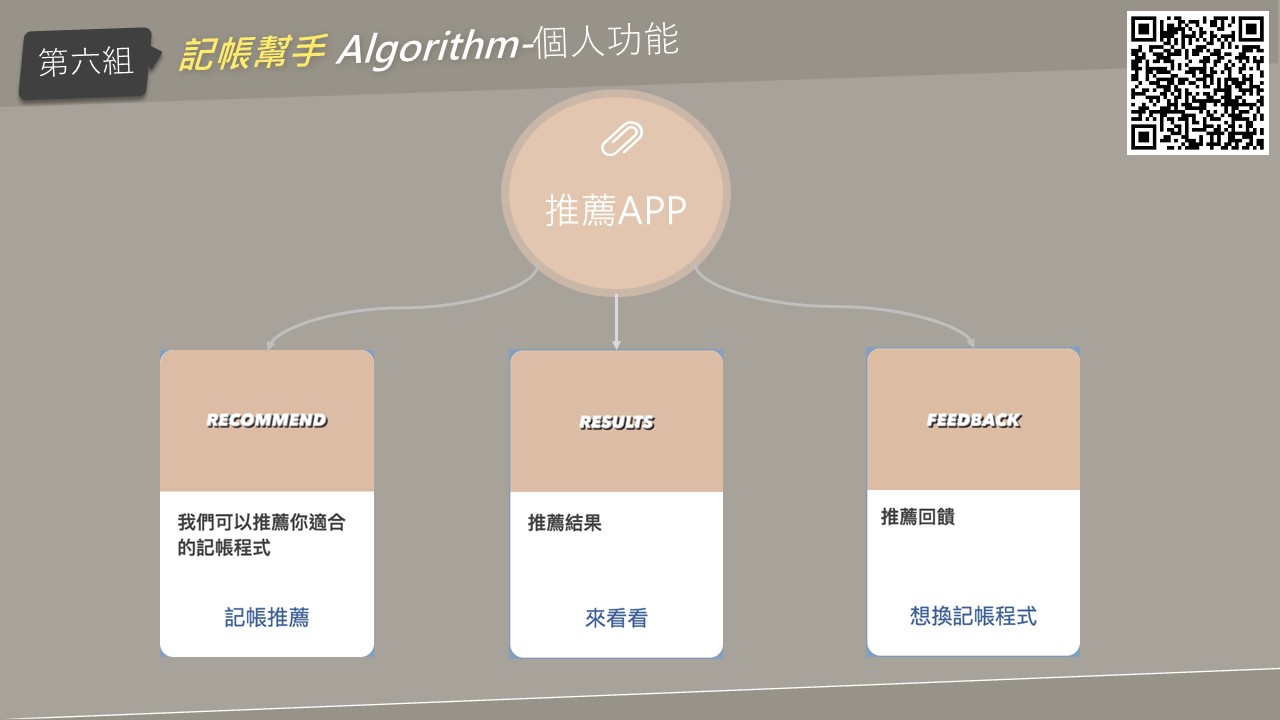 第六組
記帳幫手 Algorithm-個人功能
推薦APP
RECOMMEND
我們可以推薦你適合
的記帳程式
記帳推薦
RESULTS
推薦結果
來看看
FEEDBACK
推薦回饋
想換記帳程式